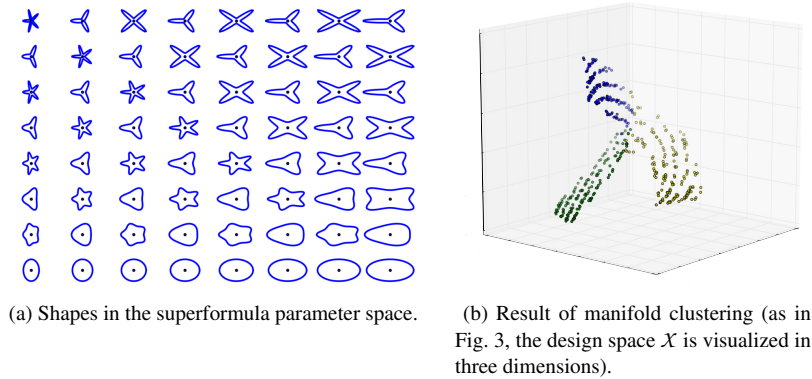 (a) Shapes in the superformula parameter space.
(b) Result of manifold clustering (as in
Fig. 3, the design space X is visualized in
three dimensions).